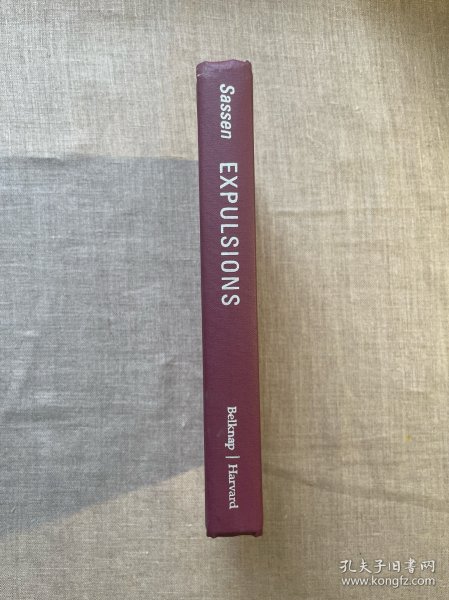 Sassen
EXPULSIONS
Belknap | Harvard
孔夫子旧书网
www.kongfz.com